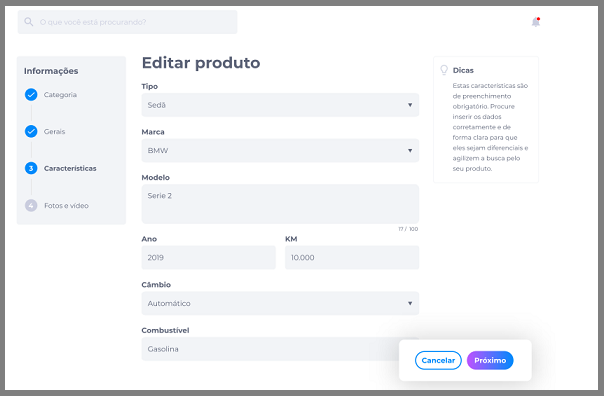 O que você esta procurando?
Informações
Categoria
Gerais
3 Características
4 Fotos e vídeo
Editar produto
Tipo
Sedã
Marca
BMW
Modelo
Serie 2
17 / 100
Ano
KM
2019
10.000
Câmbio
Automático
Combustível
Gasolina
Dicas
Estas características são
de preenchimento
obrigatório. Procure
inserir os dados
corretamente e de
forma clara para que
eles sejam diferenciais e
agilizem a busca pelo
seu produto.
Cancelar
Próximo